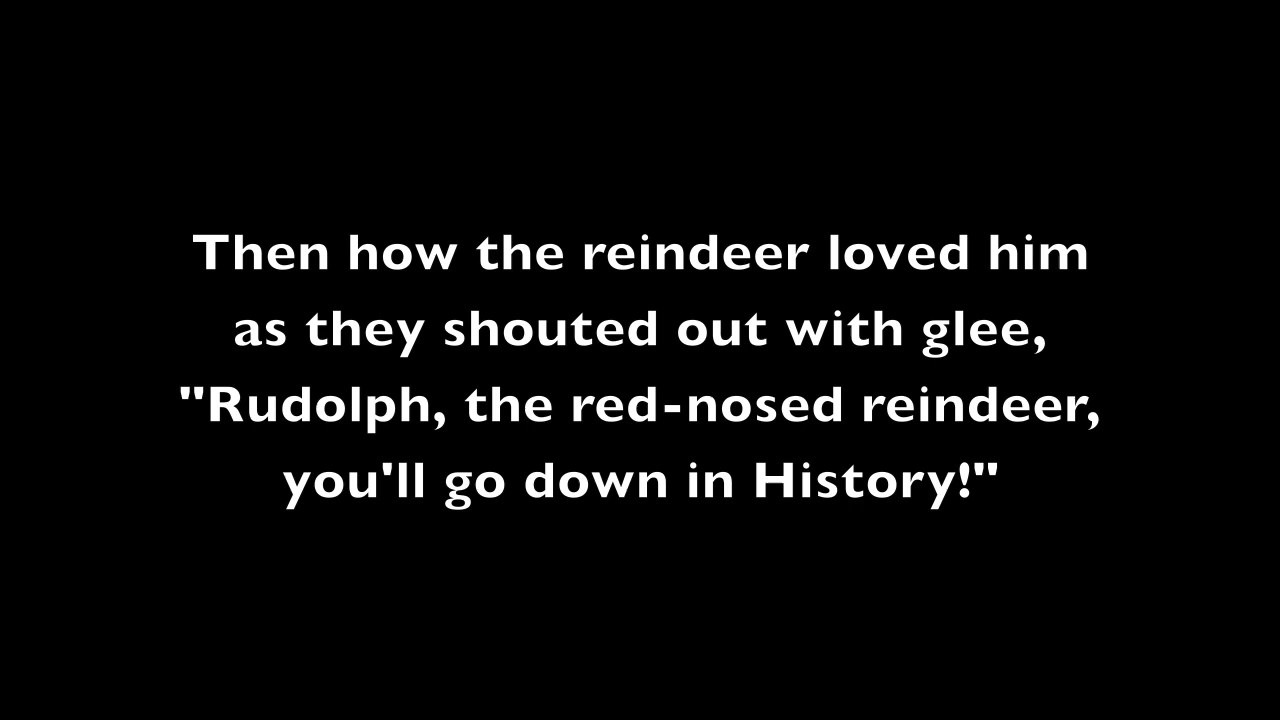 Then how the reindeer loved him
as they shouted out with glee,
"Rudolph, the red-nosed reindeer,
you'll go down in History!"